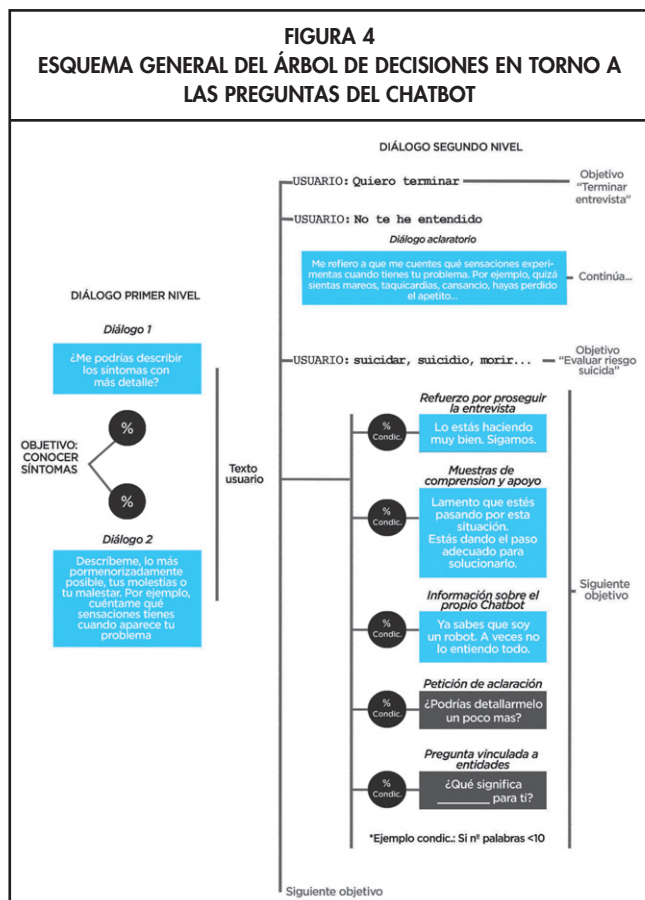 FIGURA 4
ESQUEMA GENERAL DEL ÁRBOL DE DECISIONES EN TORNO A
LAS PREGUNTAS DEL CHATBOT
DIÁLOGO SEGUNDO NIVEL
USUARIO: Quiero terminar
Objetivo
"Terminar
entrevista"
USUARIO: No te he entendido
Diálogo aclaratorio
Me refiero a que me cuentes qué sensaciones experi-
mentas cuando tienes tu problema. Por ejemplo, quizá
sientas mareos, taquicardias, cansancio, hayas perdido
el apetito...
Continúa...
USUARIO: suicidar, suicidio, morir...
Objetivo
"Evaluar riesgo
suicida"
DIÁLOGO PRIMER NIVEL
Diálogo 1
¿Me podrías describir
los síntomas con
más detalle?
%
OBJETIVO:
CONOCER
SÍNTOMAS
%
Diálogo 2
Descríbeme, lo más
pormenorizadamente
posible, tus molestias o
tu malestar. Por ejemplo,
cuéntame qué
sensaciones tienes
cuando aparece tu
problema
Texto
usuario
Refuerzo por proseguir
la entrevista
%
Condic.
Lo estás haciendo
muy bien. Sigamos.
Muestras de
comprension y apoyo
%
Condic.
Lamento que estés
pasando por esta
situación.
Estás dando el paso
adecuado para
solucionarlo.
Información sobre el
propio Chatbot
%
Condic.
Ya sabes que soy
un robot. A veces no
lo entiendo todo.
Petición de aclaración
%
Condic.
¿Podrías detallarmelo
un poco mas?
Pregunta vinculada a
entidades
%
Condic.
¿Qué significa
________ para ti?
*Ejemplo condic.: Si nº palabras <10
Siguiente
objetivo
Siguiente objetivo